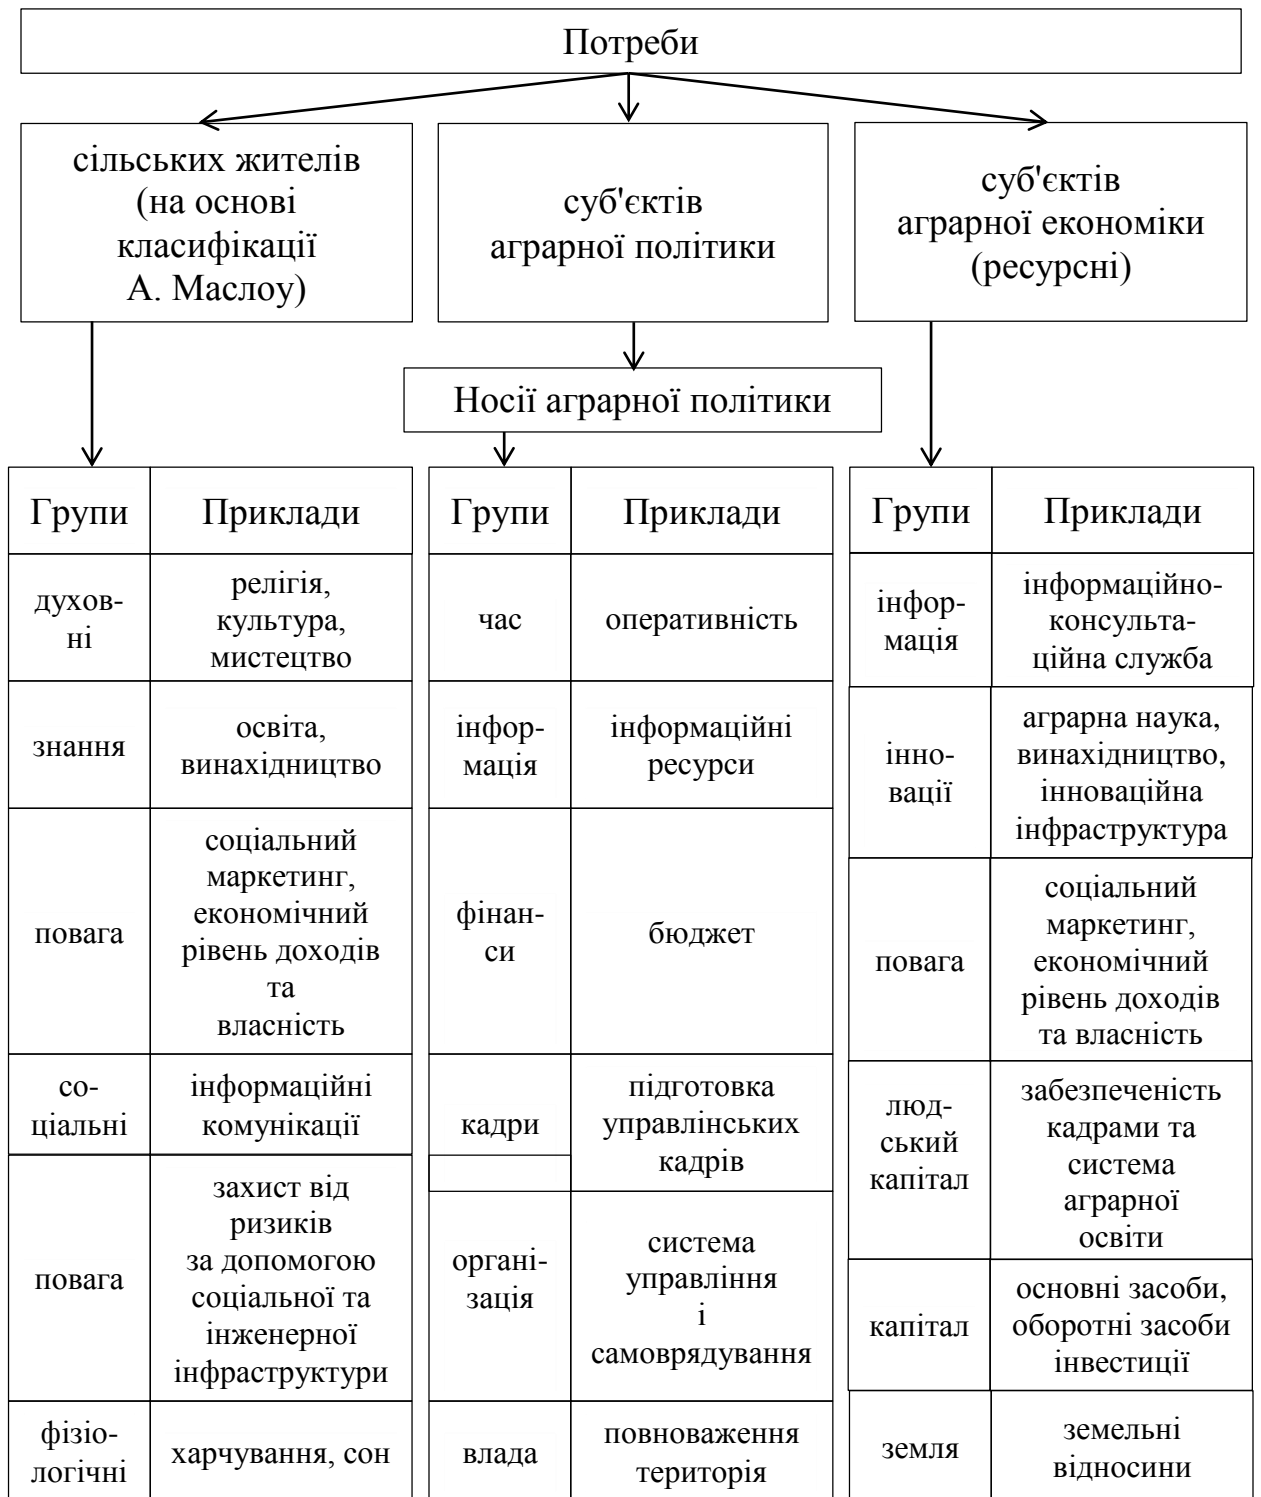 Потреби
сільських жителів
(на основі
класифікації
А. Маслоу)
суб'єктів
аграрної політики
суб'єктів
аграрної економіки
(ресурсні)
Носії аграрної політики
Групи
Приклади
духов-
ні
релігія,
культура,
мистецтво
знання
освіта,
винахідництво
повага
соціальний
маркетинг,
економічний
рівень доходів
та
власність
со-
ціальні
інформаційні
комунікації
повага
захист від
ризиків
за допомогою
соціальної та
інженерної
інфраструктури
фізіо-
логічні
харчування, сон
Групи
Приклади
час
оперативність
інфор-
мація
інформаційні
ресурси
фінан-
си
бюджет
кадри
підготовка
управлінських
кадрів
органі-
зація
система
управління
і
самоврядування
влада
повноваження
територія
Групи
Приклади
інфор-
мація
інформаційно-
консульта-
ційна служба
інно-
вації
аграрна наука,
винахідництво,
інноваційна
інфраструктура
повага
соціальний
маркетинг,
економічний
рівень доходів
та власність
люд-
ський
капітал
забезпеченість
кадрами та
система
аграрної
освіти
капітал
основні засоби,
оборотні засоби
інвестиції
земля
земельні
відносини